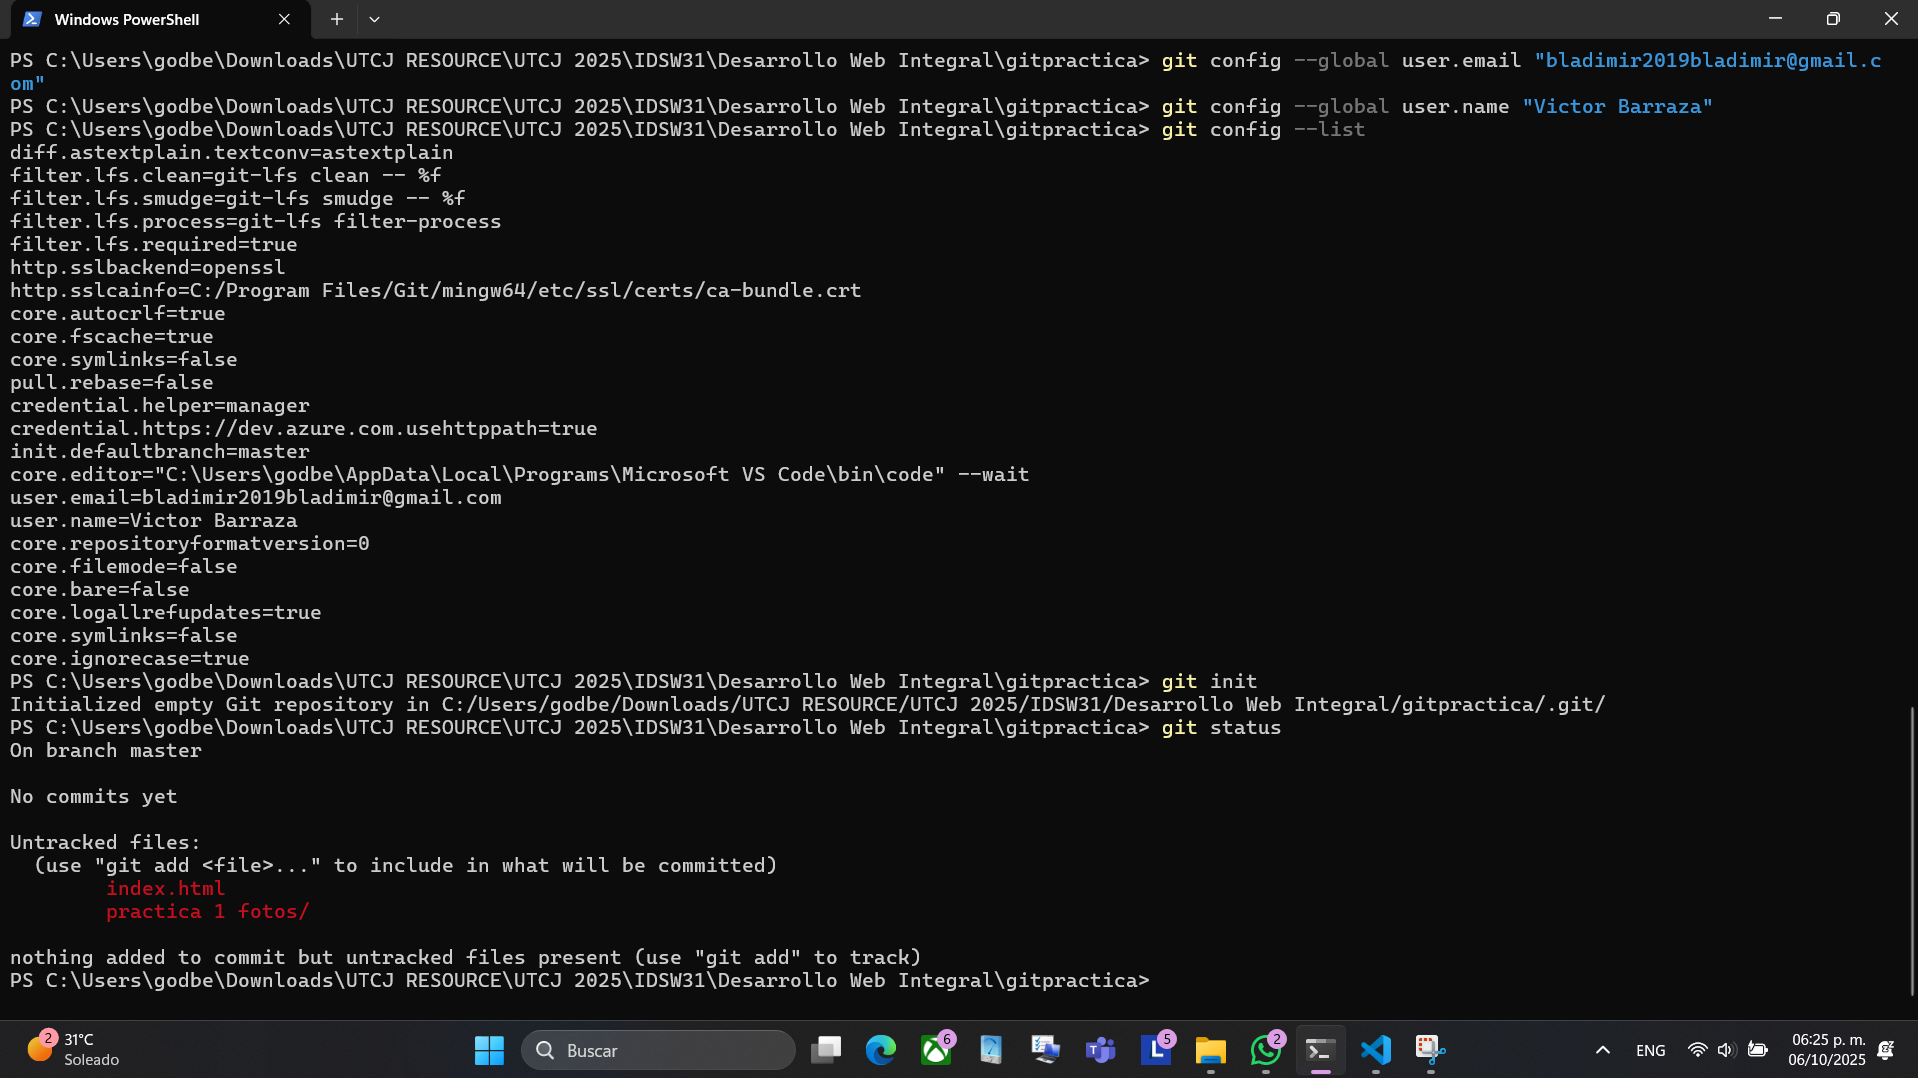 Windows PowerShell
PS C:\Users\godbe\Downloads\UTCJ RESOURCE\UTCJ 2025\IDSW31\Desarrollo Web Integral\gitpractica> git config --global user.email "bladimir2019bladimir@gmail.c
om"
PS C:\Users\godbe\Downloads\UTCJ RESOURCE\UTCJ 2025\IDSW31\Desarrollo Web Integral\gitpractica> git config --global user.name "Victor Barraza"
PS C:\Users\godbe\Downloads\UTCJ RESOURCE\UTCJ 2025\IDSW31\Desarrollo Web Integral\gitpractica> git config --list
diff.astextplain.textconv=astextplain
filter.lfs.clean=git-lfs clean -- %f
filter.lfs.smudge=git-lfs smudge -- %f
filter.lfs.process=git-lfs filter-process
filter.lfs.required=true
http.sslbackend=openssl
http.sslcainfo=C:/Program Files/Git/mingw64/etc/ssl/certs/ca-bundle.crt
core.autocrlf=true
core.fscache=true
core.symlinks=false
pull.rebase=false
credential.helper=manager
credential.https://dev.azure.com.usehttppath=true
init.defaultbranch=master
core.editor="C:\Users\godbe\AppData\Local\Programs\Microsoft VS Code\bin\code" --wait
user.email=bladimir2019bladimir@gmail.com
user.name=Victor Barraza
core.repositoryformatversion=0
core.filemode=false
core.bare=false
core.logallrefupdates=true
core.symlinks=false
core.ignorecase=true
PS C:\Users\godbe\Downloads\UTCJ RESOURCE\UTCJ 2025\IDSW31\Desarrollo Web Integral\gitpractica> git init
Initialized empty Git repository in C:/Users/godbe/Downloads/UTCJ RESOURCE/UTCJ 2025/IDSW31/Desarrollo Web Integral/gitpractica/.git/
PS C:\Users\godbe\Downloads\UTCJ RESOURCE\UTCJ 2025\IDSW31\Desarrollo Web Integral\gitpractica> git status
On branch master
No commits yet
Untracked files:
(use "git add <file>..." to include in what will be committed)
index.html
practica 1 fotos/
nothing added to commit but untracked files present (use "git add" to track)
PS C:\Users\godbe\Downloads\UTCJ RESOURCE\UTCJ 2025\IDSW31\Desarrollo Web Integral\gitpractica>
2 31°C
Soleado
Buscar
6
5
2
ENG
06:25 p. m.
06/10/2025